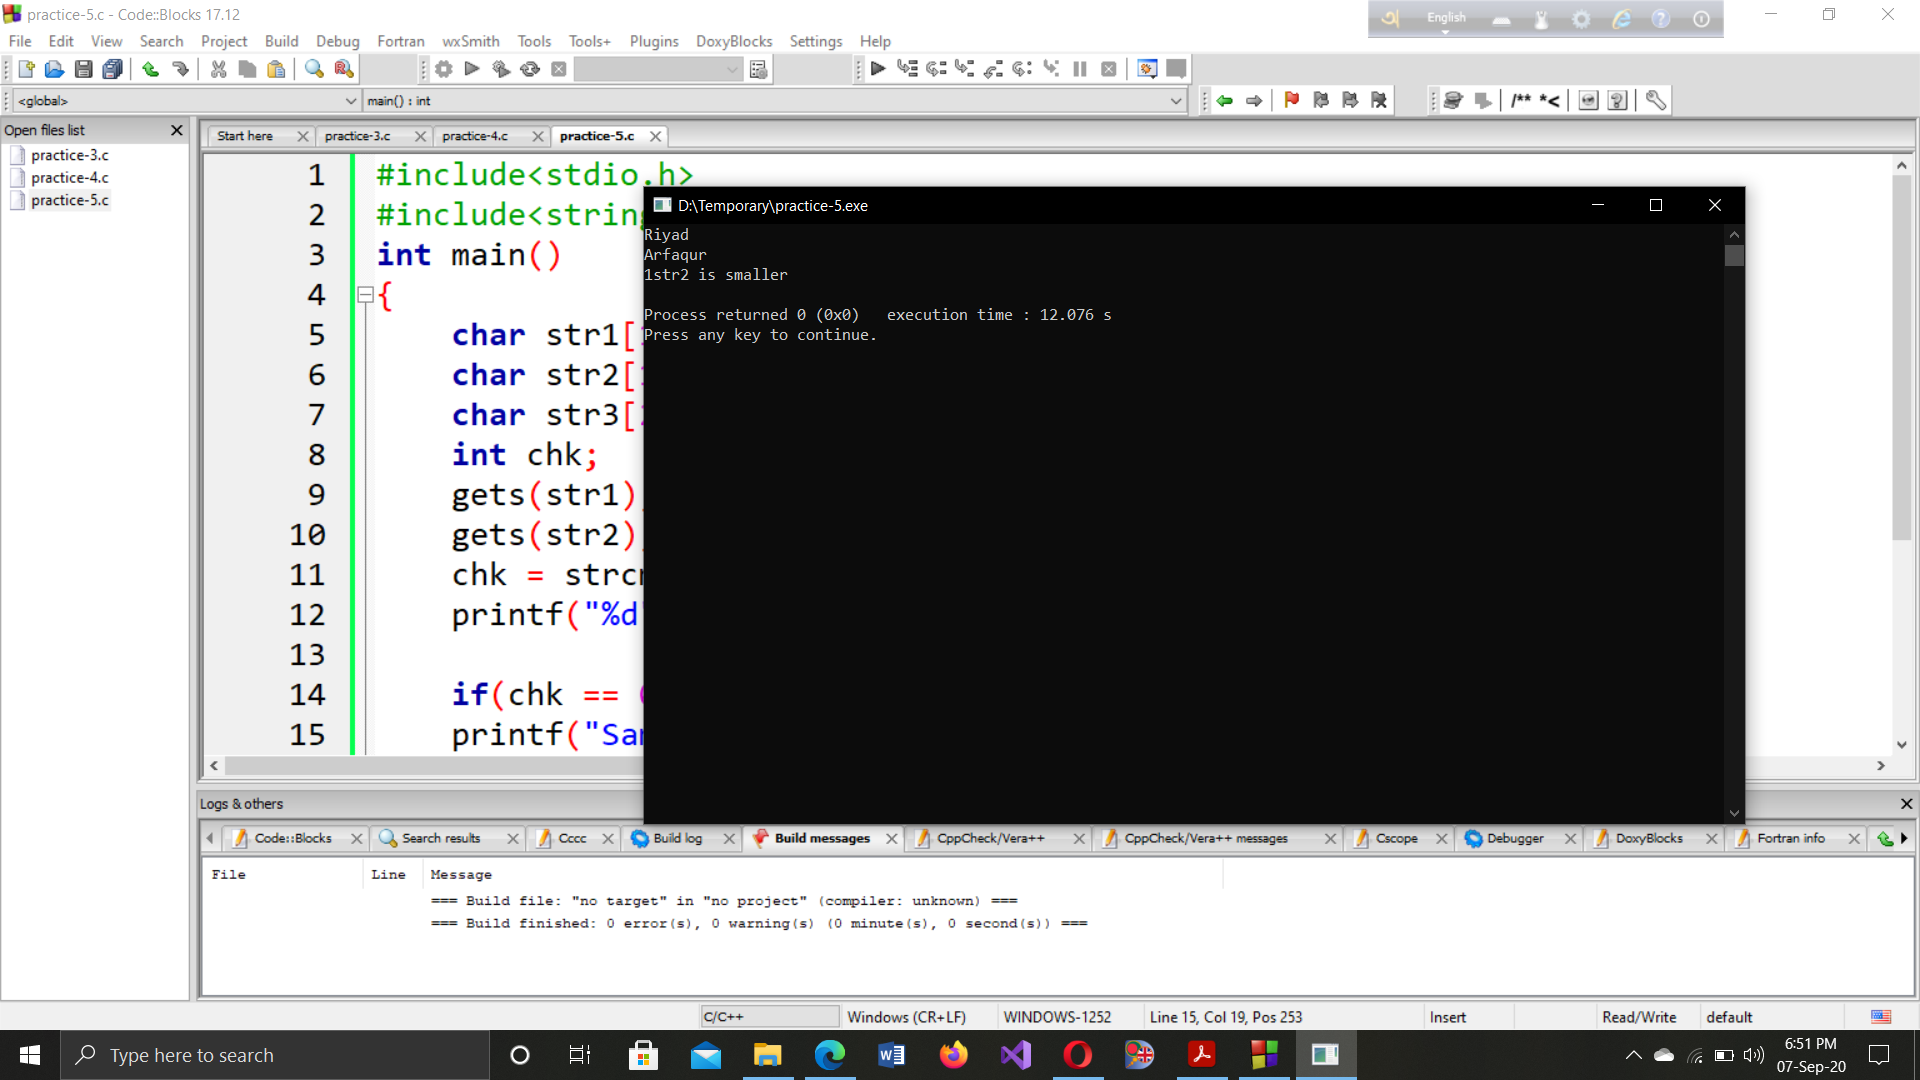 practice-5.c - Code::Blocks 17.12
English
File Edit View Search Project Build Debug Fortran wxSmith Tools Tools+ Plugins DoxyBlocks Settings Help
<global> main() : int /** *<
Open files list
practice-3.c
practice-4.c
practice-5.c
Start here practice-3.c practice-4.c practice-5.c
1 #include<stdio.h>
2 #include<string
3 int main()
4 {
5 char str1[
6 char str2[
7 char str3[
8 int chk;
9 gets(str1)
10 gets(str2)
11 chk = strcm
12 printf("%d"
13
14 if(chk ==
15 printf("Sam
D:\Temporary\practice-5.exe
Riyad
Arfaqur
1str2 is smaller
Process returned 0 (0x0) execution time : 12.076 s
Press any key to continue.
Logs & others
Code::Blocks Search results Cccc Build log Build messages CppCheck/Vera++ CppCheck/Vera++ messages Cscope Debugger DoxyBlocks Fortran info
File Line Message
=== Build file: "no target" in "no project" (compiler: unknown) ===
=== Build finished: 0 error(s), 0 warning(s) (0 minute(s), 0 second(s)) ===
C/C++ Windows (CR+LF) WINDOWS-1252 Line 15, Col 19, Pos 253 Insert Read/Write default
Type here to search
6:51 PM
07-Sep-20